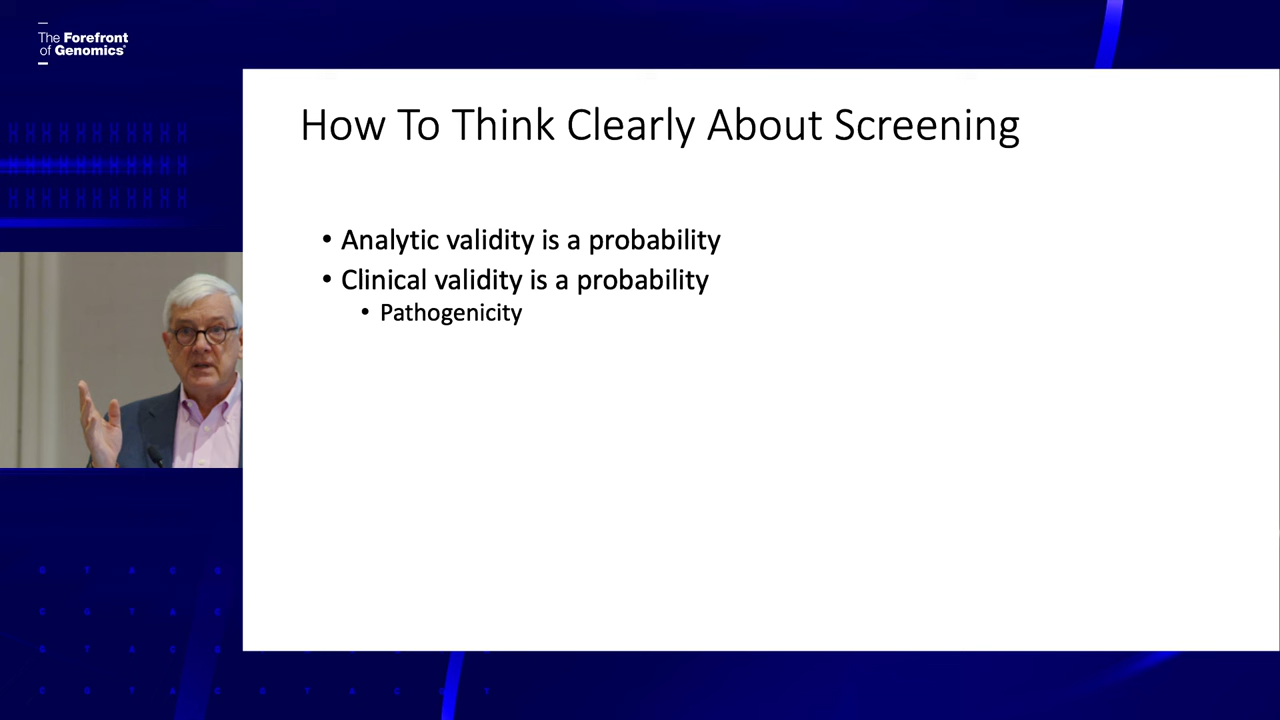 The Forefront
of Genomics®
How To Think Clearly About Screening
• Analytic validity is a probability
• Clinical validity is a probability
• Pathogenicity